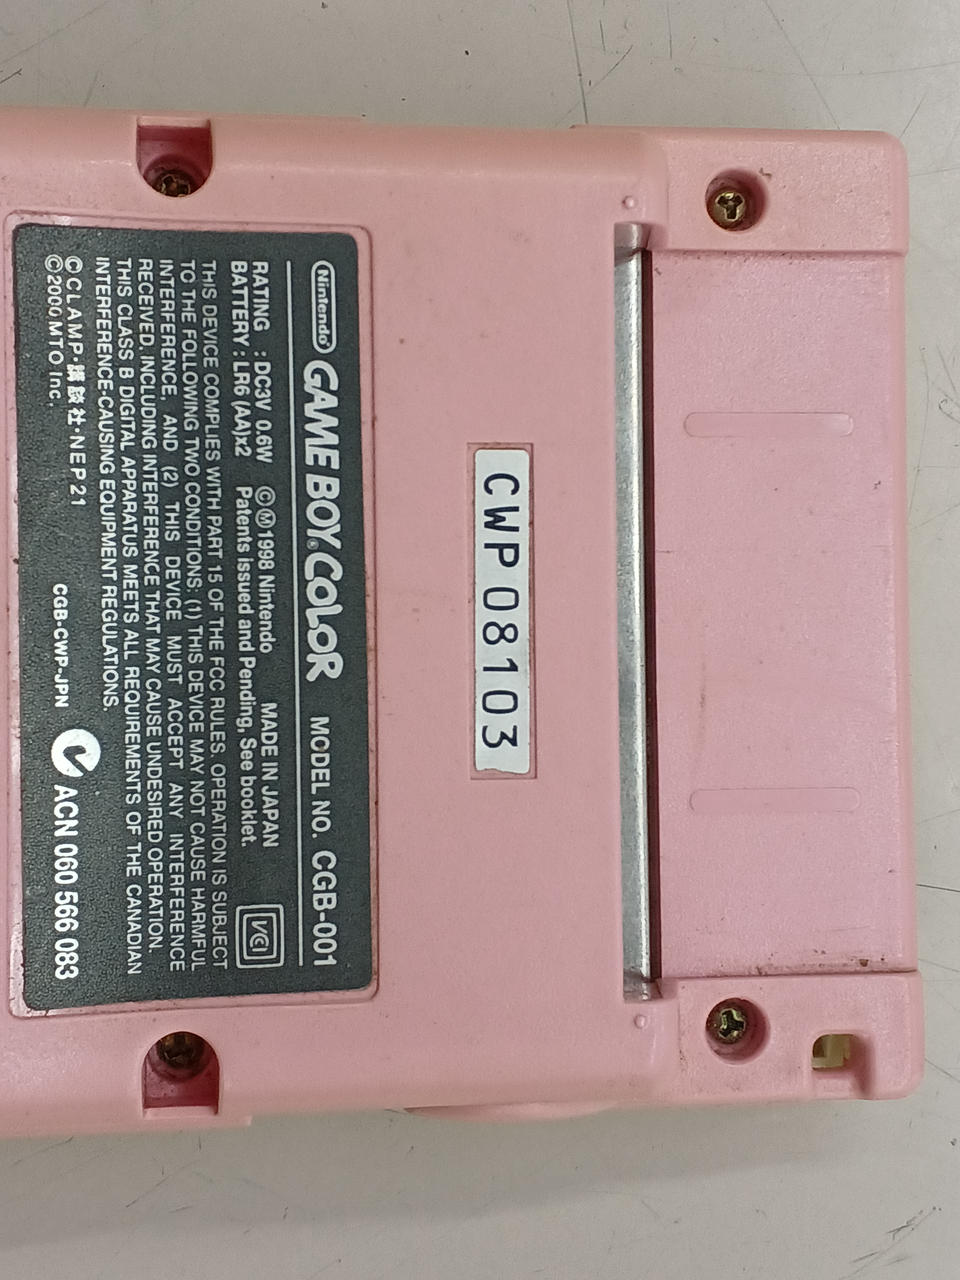 CWP08103
Nintendo GAME BOY COLOR MODEL NO. CGB-001
RATING : DC3V 0.6W ©Ⓜ1998 Nintendo MADE IN JAPAN
BATTERY : LR6 (AA)x2 Patents Issued and Pending, See booklet.
VCI
THIS DEVICE COMPLIES WITH PART 15 OF THE FCC RULES. OPERATION IS SUBJECT
TO THE FOLLOWING TWO CONDITIONS: (1) THIS DEVICE MAY NOT CAUSE HARMFUL
INTERFERENCE, AND (2) THIS DEVICE MUST ACCEPT ANY INTERFERENCE
RECEIVED, INCLUDING INTERFERENCE THAT MAY CAUSE UNDESIRED OPERATION.
THIS CLASS B DIGITAL APPARATUS MEETS ALL REQUIREMENTS OF THE CANADIAN
INTERFERENCE-CAUSING EQUIPMENT REGULATIONS.
©CLAMP・講談社・NEP21
©2000 MTO Inc.
CGB-CWP-JPN ACN 060 566 083